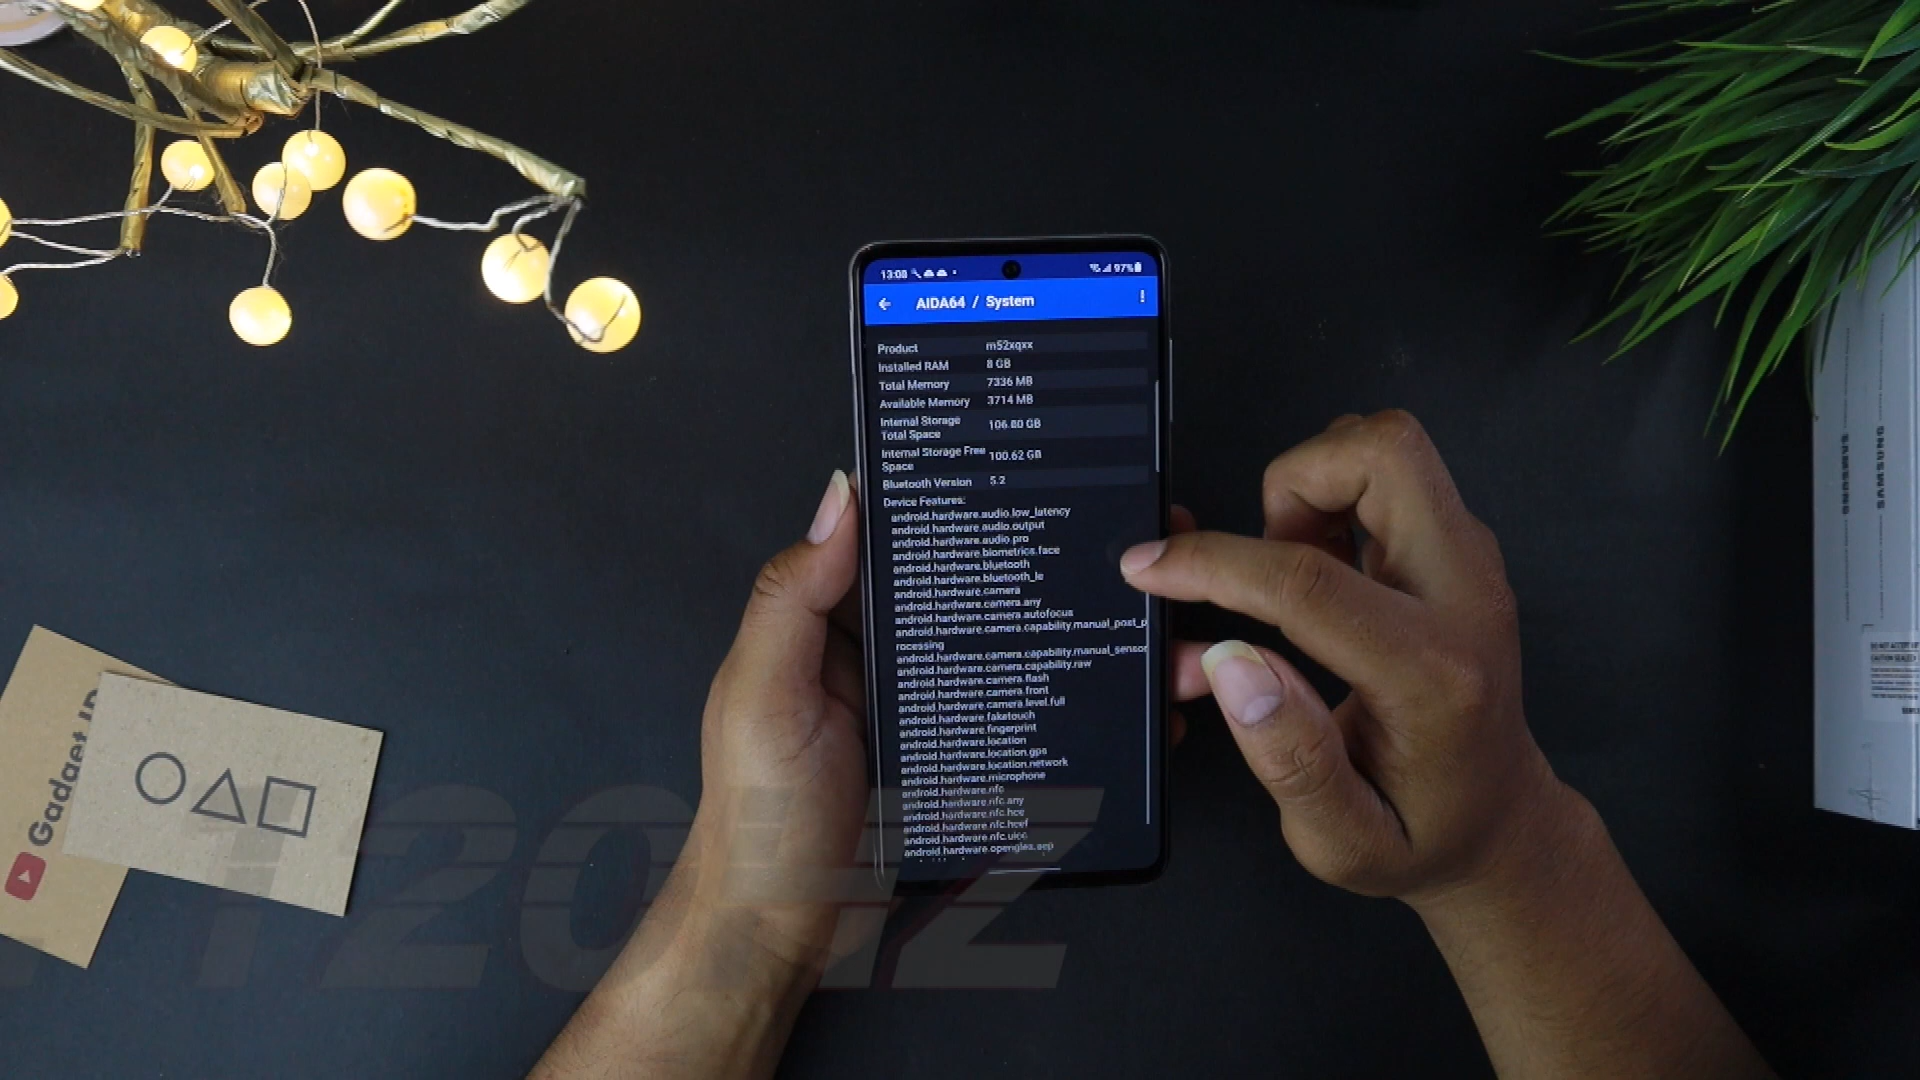 13:08
97%
AIDA64 / System
Product m52xqxx
Installed RAM 8 GB
Total Memory 7336 MB
Available Memory 3714 MB
Internal Storage
Total Space 106.80 GB
Internal Storage Free
Space 100.62 GB
Bluetooth Version 5.2
Device Features:
android.hardware.audio.low_latency
android.hardware.audio.output
android.hardware.audio.pro
android.hardware.biometrics.face
android.hardware.bluetooth
android.hardware.bluetooth_le
android.hardware.camera
android.hardware.camera.any
android.hardware.camera.autofocus
android.hardware.camera.capability.manual_post_p
rocessing
android.hardware.camera.capability.manual_sensor
android.hardware.camera.capability.raw
android.hardware.camera.flash
android.hardware.camera.front
android.hardware.camera.level.full
android.hardware.faketouch
android.hardware.fingerprint
android.hardware.location
android.hardware.location.gps
android.hardware.location.network
android.hardware.microphone
android.hardware.nfc
android.hardware.nfc.any
android.hardware.nfc.hce
android.hardware.nfc.hcef
android.hardware.nfc.uicc
android.hardware.opengles.aep
Gadget ID
120HZ
SAMSUNG
SAMSUNG